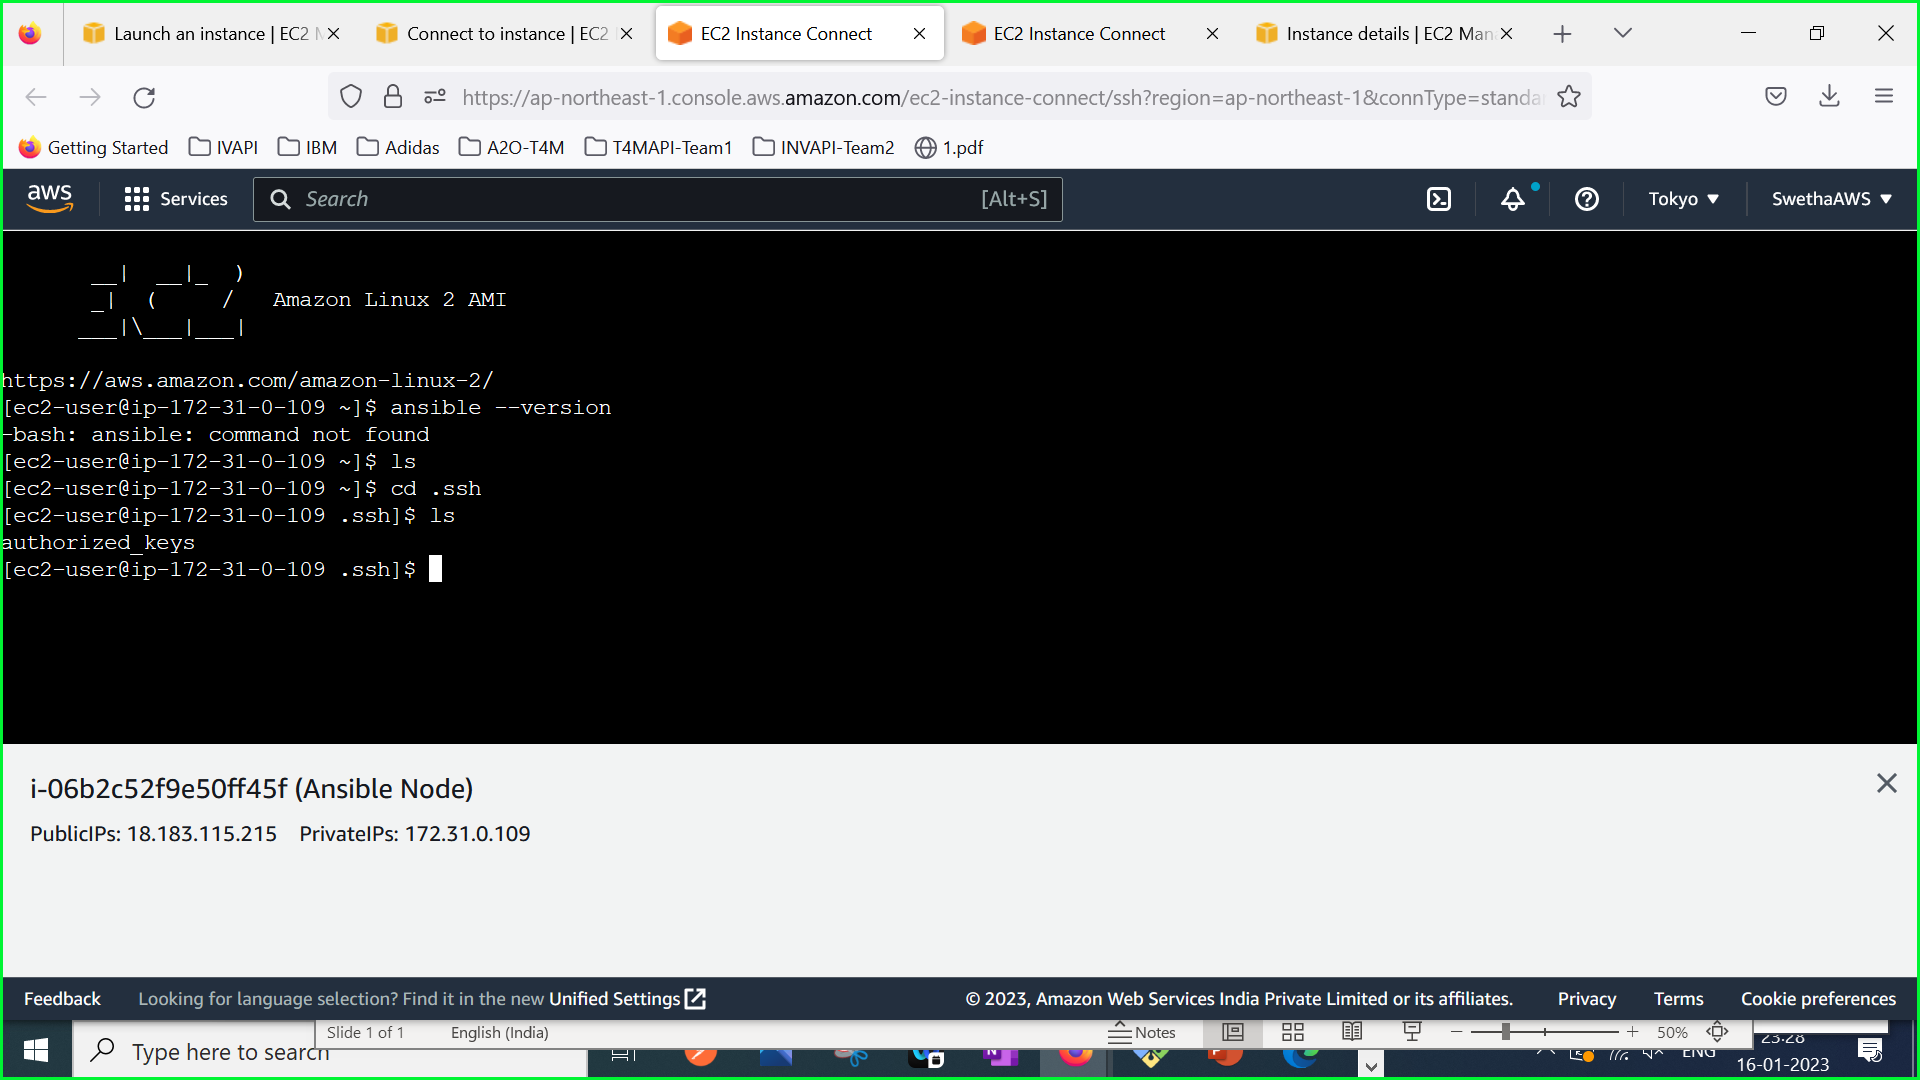 Launch an instance | EC2 M
Connect to instance | EC2
EC2 Instance Connect
EC2 Instance Connect
Instance details | EC2 Man
https://ap-northeast-1.console.aws.amazon.com/ec2-instance-connect/ssh?region=ap-northeast-1&connType=standa
Getting Started
IVAPI
IBM
Adidas
A2O-T4M
T4MAPI-Team1
INVAPI-Team2
1.pdf
aws
Services
Search
[Alt+S]
Tokyo
SwethaAWS
__|  __|_  )
_|  (     /   Amazon Linux 2 AMI
___|\___|___|
https://aws.amazon.com/amazon-linux-2/
[ec2-user@ip-172-31-0-109 ~]$ ansible --version
-bash: ansible: command not found
[ec2-user@ip-172-31-0-109 ~]$ ls
[ec2-user@ip-172-31-0-109 ~]$ cd .ssh
[ec2-user@ip-172-31-0-109 .ssh]$ ls
authorized_keys
[ec2-user@ip-172-31-0-109 .ssh]$
i-06b2c52f9e50ff45f (Ansible Node)
PublicIPs: 18.183.115.215 PrivateIPs: 172.31.0.109
Feedback
Looking for language selection? Find it in the new Unified Settings
© 2023, Amazon Web Services India Private Limited or its affiliates.
Privacy
Terms
Cookie preferences
Slide 1 of 1
English (India)
Notes
50%
Type here to search
ENG
23:28
16-01-2023